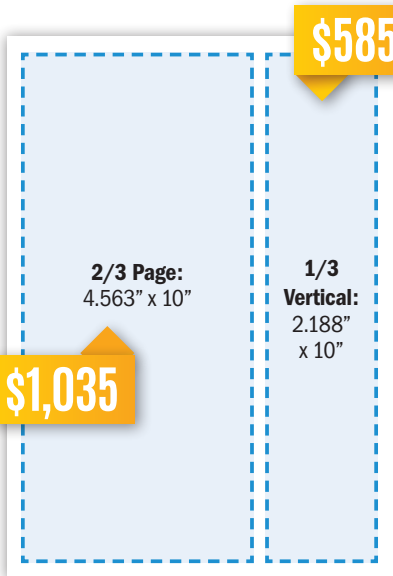 $585
2/3 Page:
4.563” x 10”
$1,035
1/3
Vertical:
2.188”
x 10”